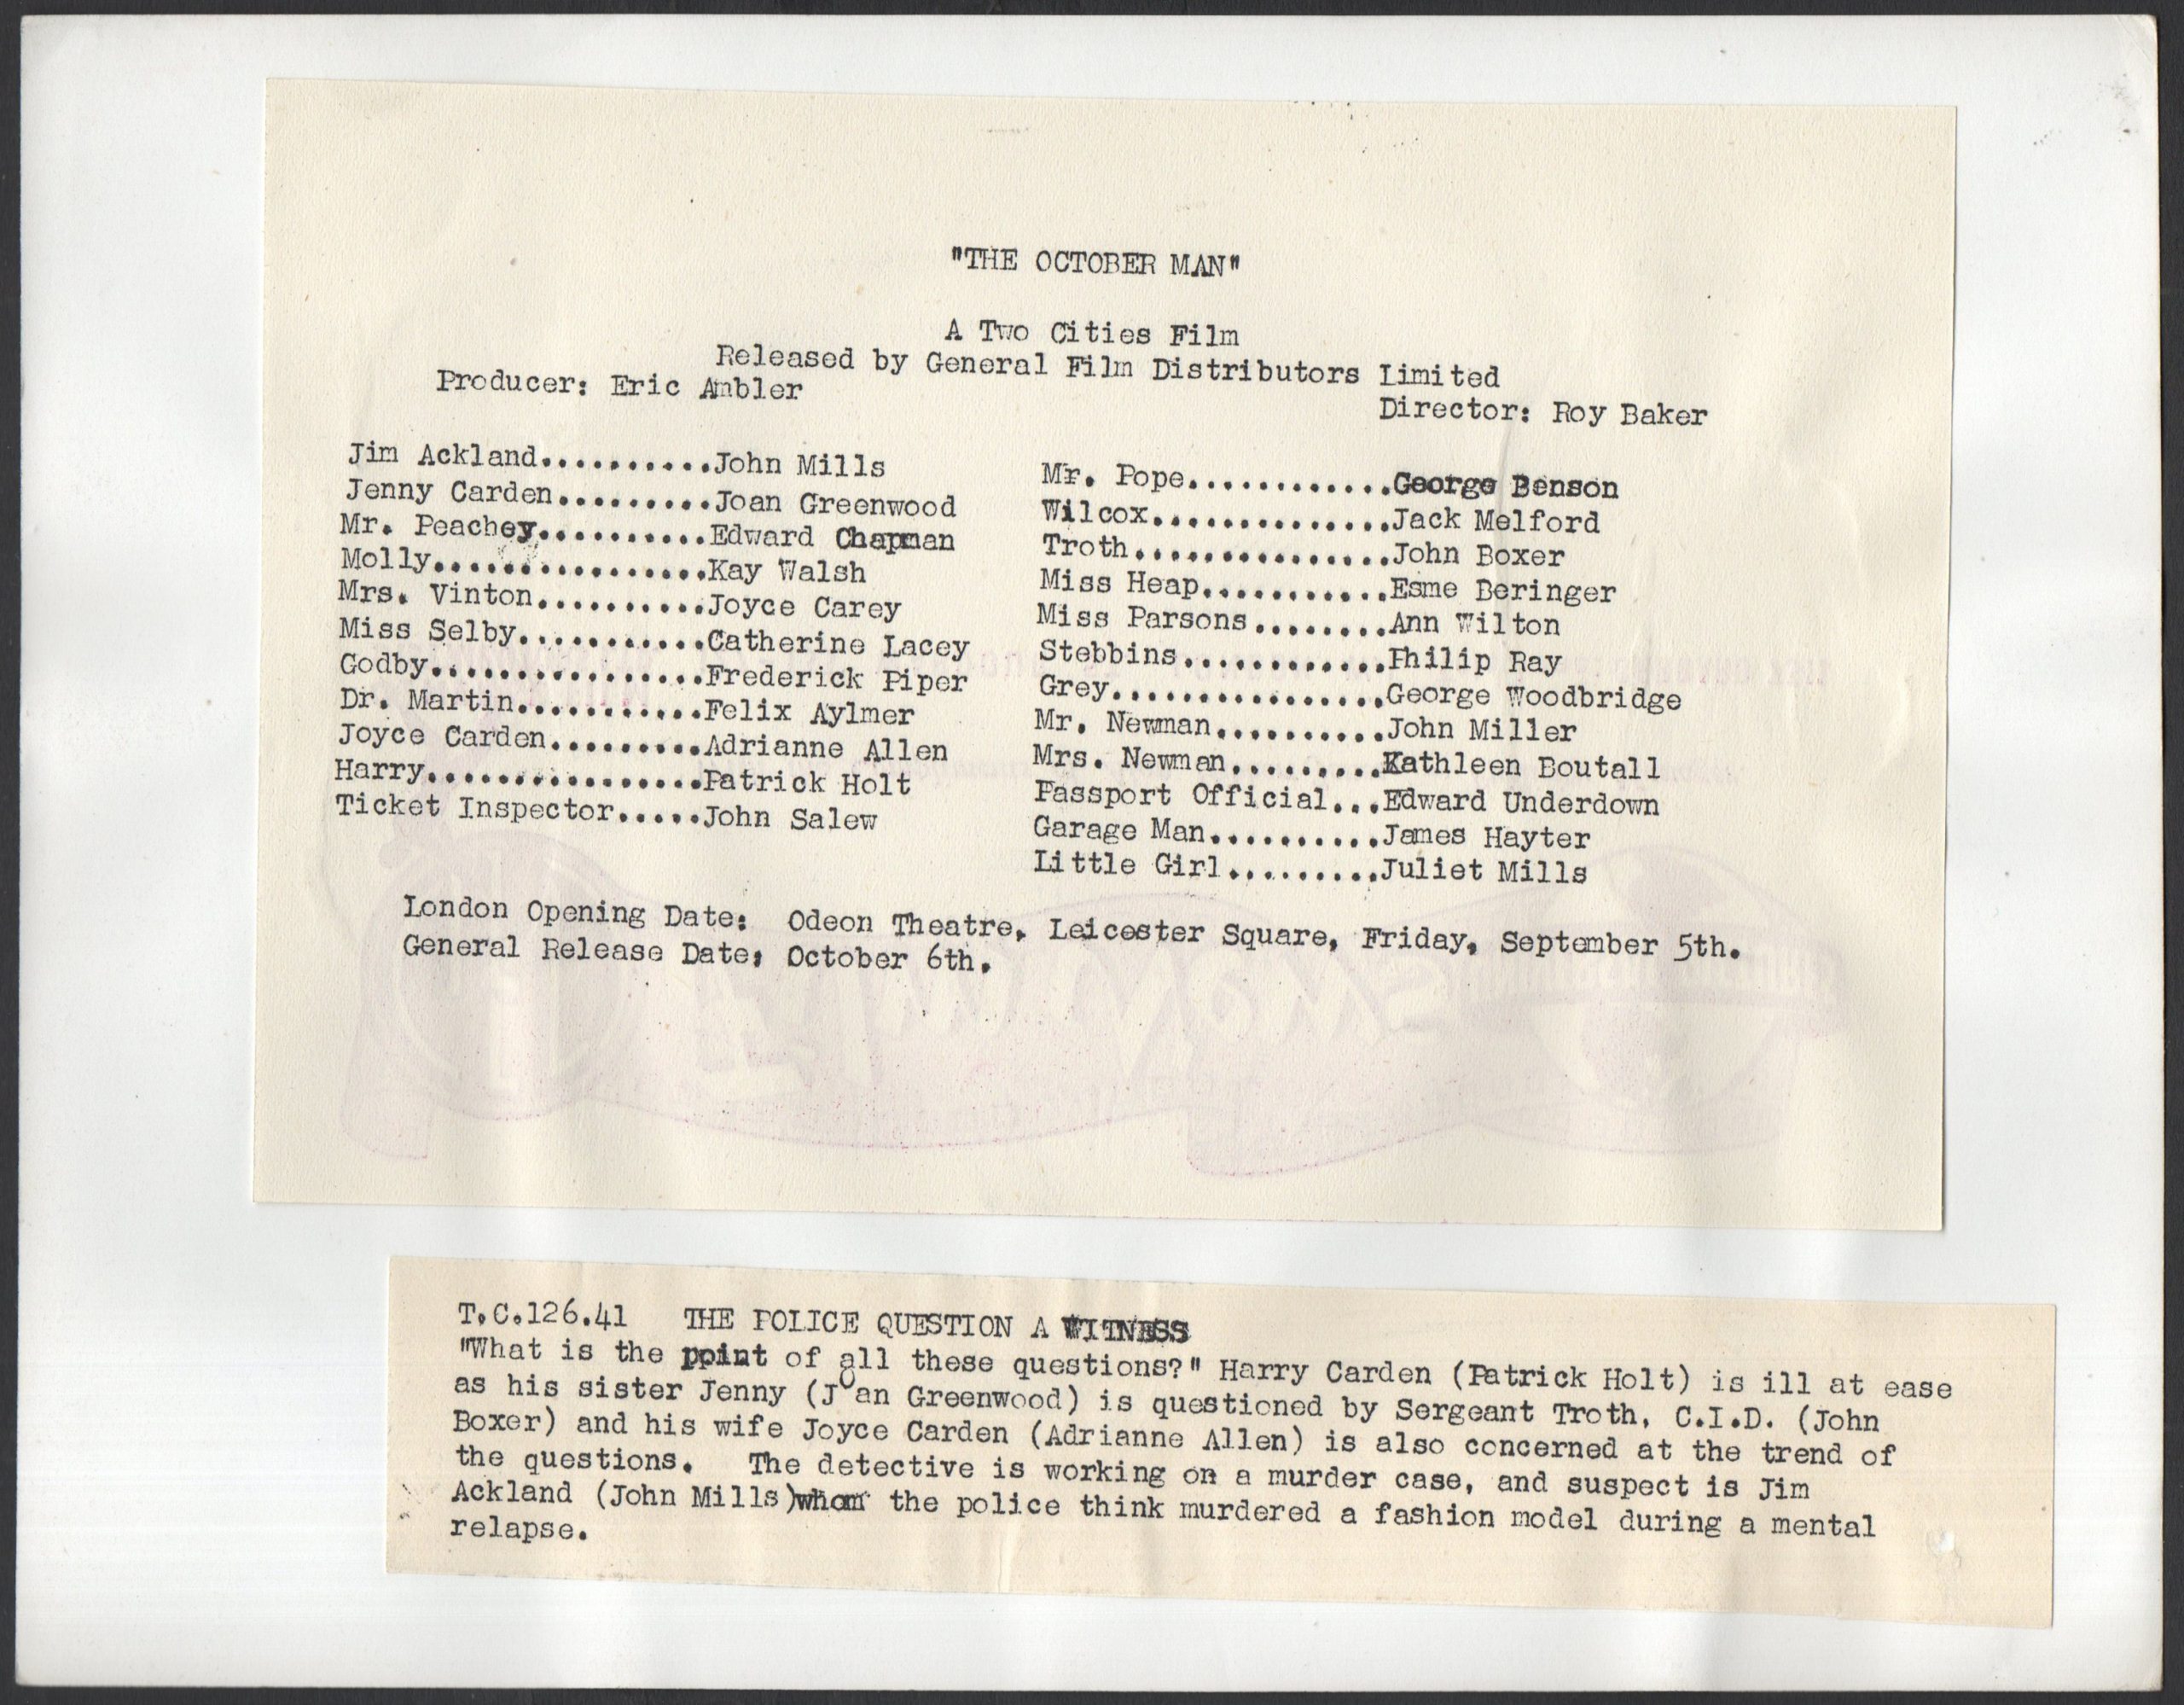 "THE OCTOBER MAN"
A Two Cities Film
Released by General Film Distributors Limited
Producer: Eric Ambler
Director: Roy Baker
Jim Ackland..........John Mills
Jenny Carden.........Joan Greenwood
Mr. Peachey..........Edward Chapman
Molly................Kay Walsh
Mrs. Vinton..........Joyce Carey
Miss Selby...........Catherine Lacey
Godby................Frederick Piper
Dr. Martin...........Felix Aylmer
Joyce Carden.........Adrianne Allen
Harry................Patrick Holt
Ticket Inspector.....John Salew
Mr. Pope............George Benson
Wilcox..............Jack Melford
Troth...............John Boxer
Miss Heap...........Esme Beringer
Miss Parsons........Ann Wilton
Stebbins............Philip Ray
Grey................George Woodbridge
Mr. Newman..........John Miller
Mrs. Newman.........Kathleen Boutall
Passport Official...Edward Underdown
Garage Man..........James Hayter
Little Girl.........Juliet Mills
London Opening Date: Odeon Theatre, Leicester Square, Friday, September 5th.
General Release Date: October 6th.
T.C.126.41 THE POLICE QUESTION A WITNESS
"What is the point of all these questions?" Harry Carden (Patrick Holt) is ill at ease
as his sister Jenny (Joan Greenwood) is questioned by Sergeant Troth, C.I.D. (John
Boxer) and his wife Joyce Carden (Adrianne Allen) is also concerned at the trend of
the questions. The detective is working on a murder case, and suspect is Jim
Ackland (John Mills)whom the police think murdered a fashion model during a mental
relapse.